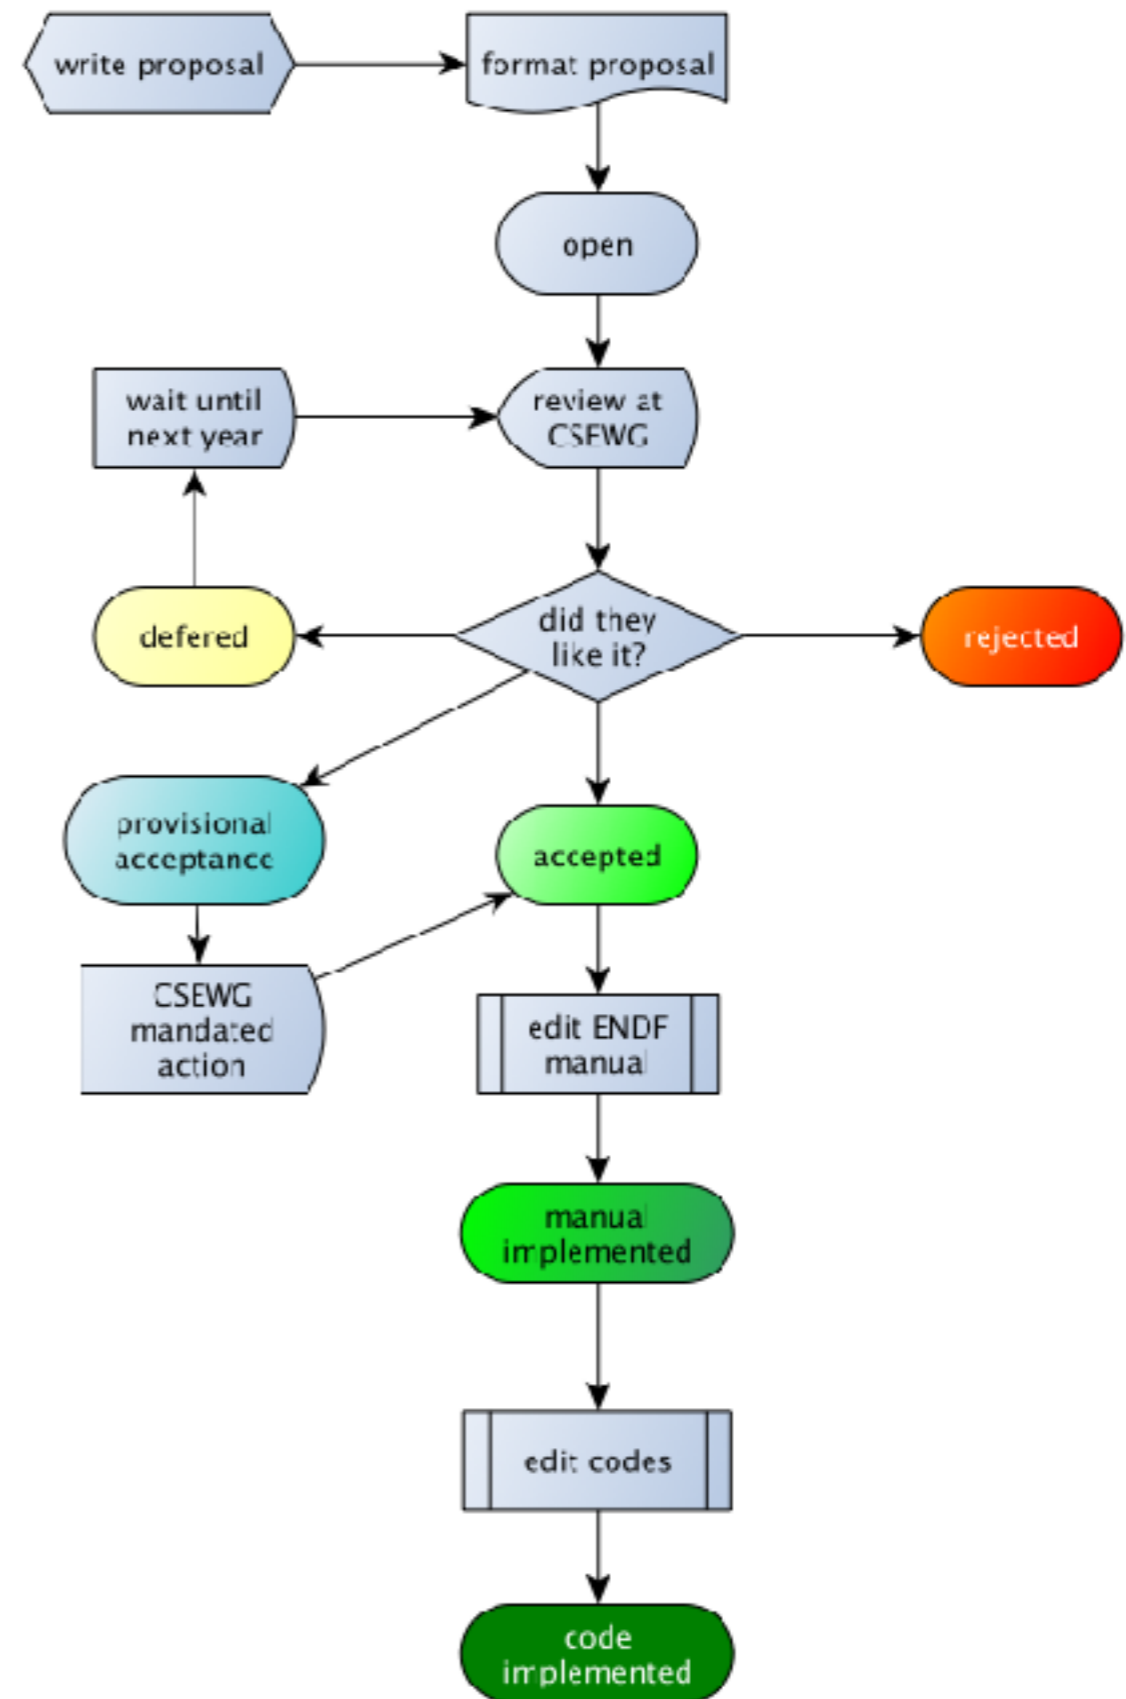 write proposal
format proposal
open
wait until
next year
review at
CSEWG
defered
did they
like it?
rejected
provisional
acceptance
accepted
CSEWG
mandated
action
edit ENDF
manual
manual
implemented
edit codes
code
implemented